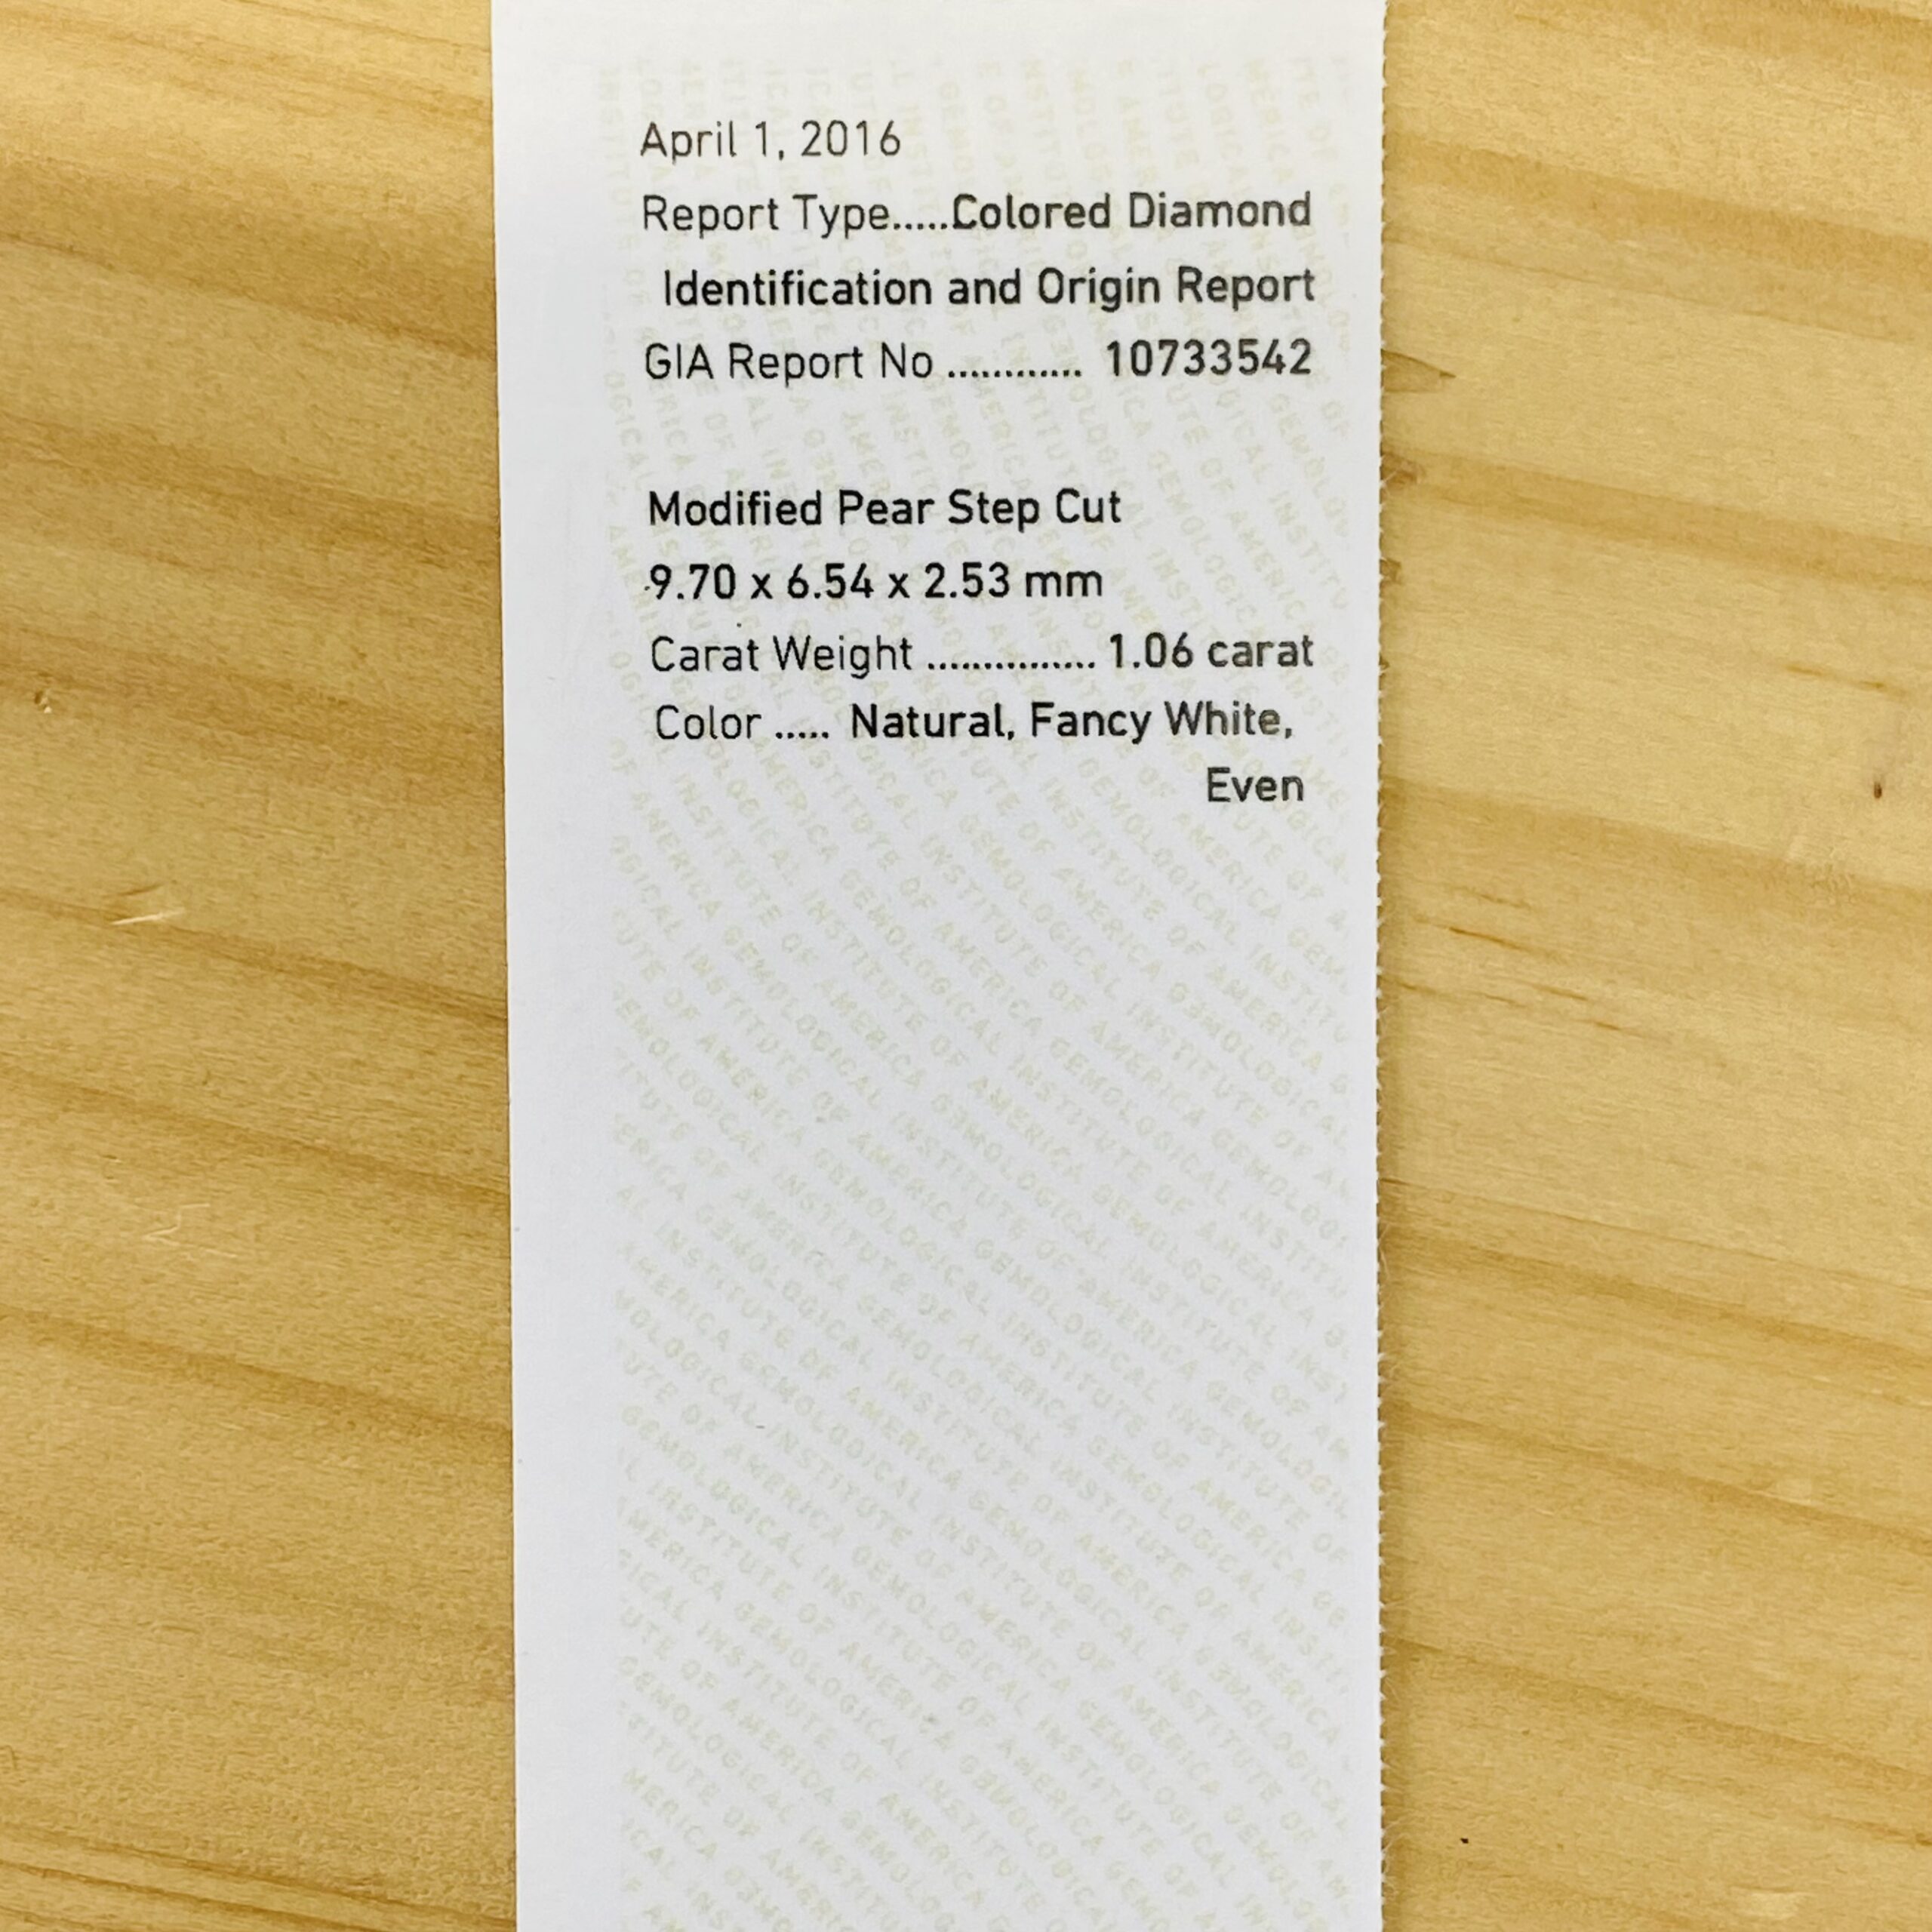 April 1, 2016
Report Type.....Colored Diamond
Identification and Origin Report
GIA Report No ............ 10733542
Modified Pear Step Cut
9.70 x 6.54 x 2.53 mm
Carat Weight ............... 1.06 carat
Color ..... Natural, Fancy White,
Even